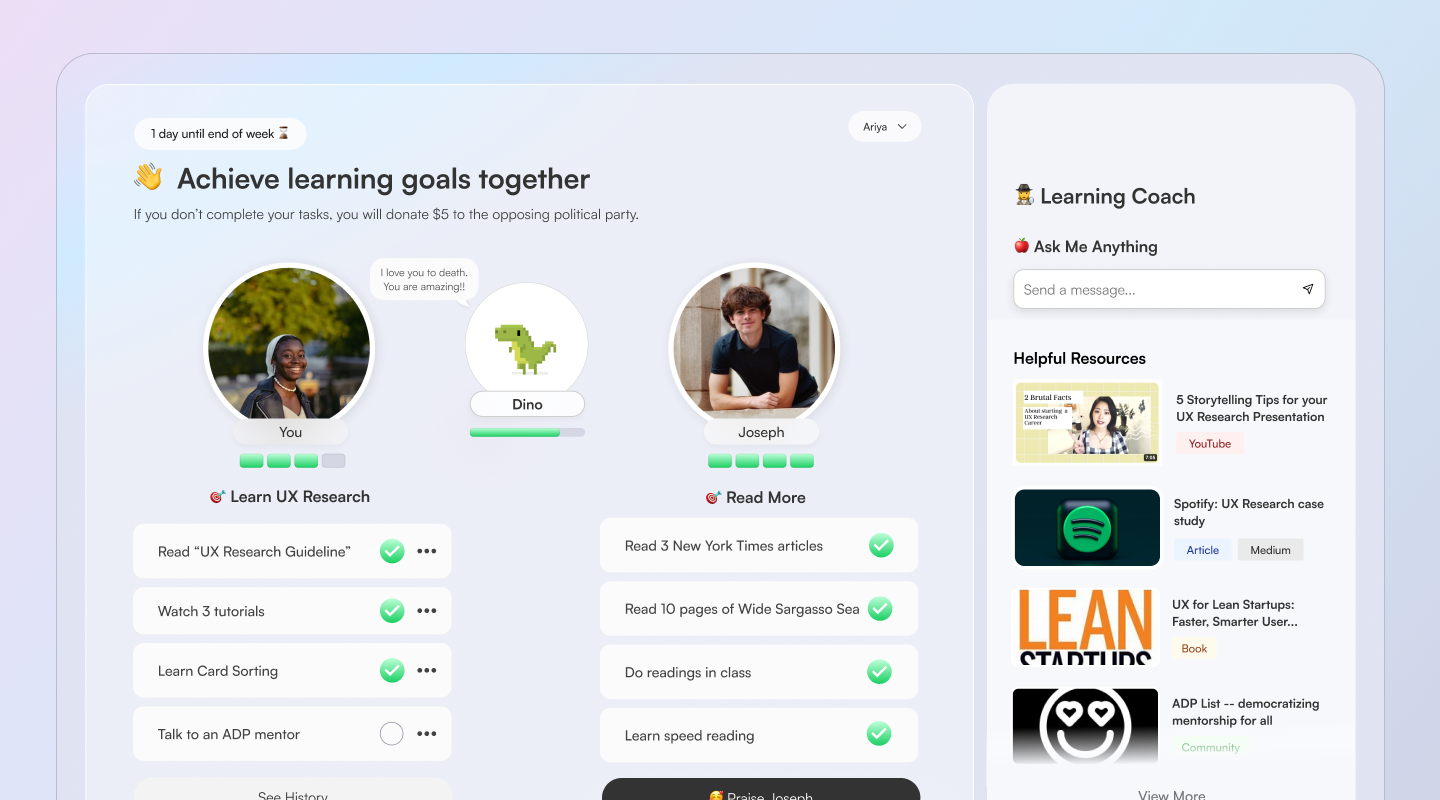 1 day until end of week ⌛
Ariya
👋 Achieve learning goals together
If you don’t complete your tasks, you will donate $5 to the opposing political party.
I love you to death.
You are amazing!!
You
Dino
Joseph
🎯 Learn UX Research
Read “UX Research Guideline”
Watch 3 tutorials
Learn Card Sorting
Talk to an ADP mentor
See History
🎯 Read More
Read 3 New York Times articles
Read 10 pages of Wide Sargasso Sea
Do readings in class
Learn speed reading
🥰 Praise Joseph
Learning Coach
🍎 Ask Me Anything
Send a message...
Helpful Resources
2 Brutal Facts
About starting a
UX Research
Career
7:05
5 Storytelling Tips for your
UX Research Presentation
YouTube
Spotify: UX Research case
study
Article
Medium
LEAN
STARTUPS
UX for Lean Startups:
Faster, Smarter User...
Book
ADP List -- democratizing
mentorship for all
Community
View More